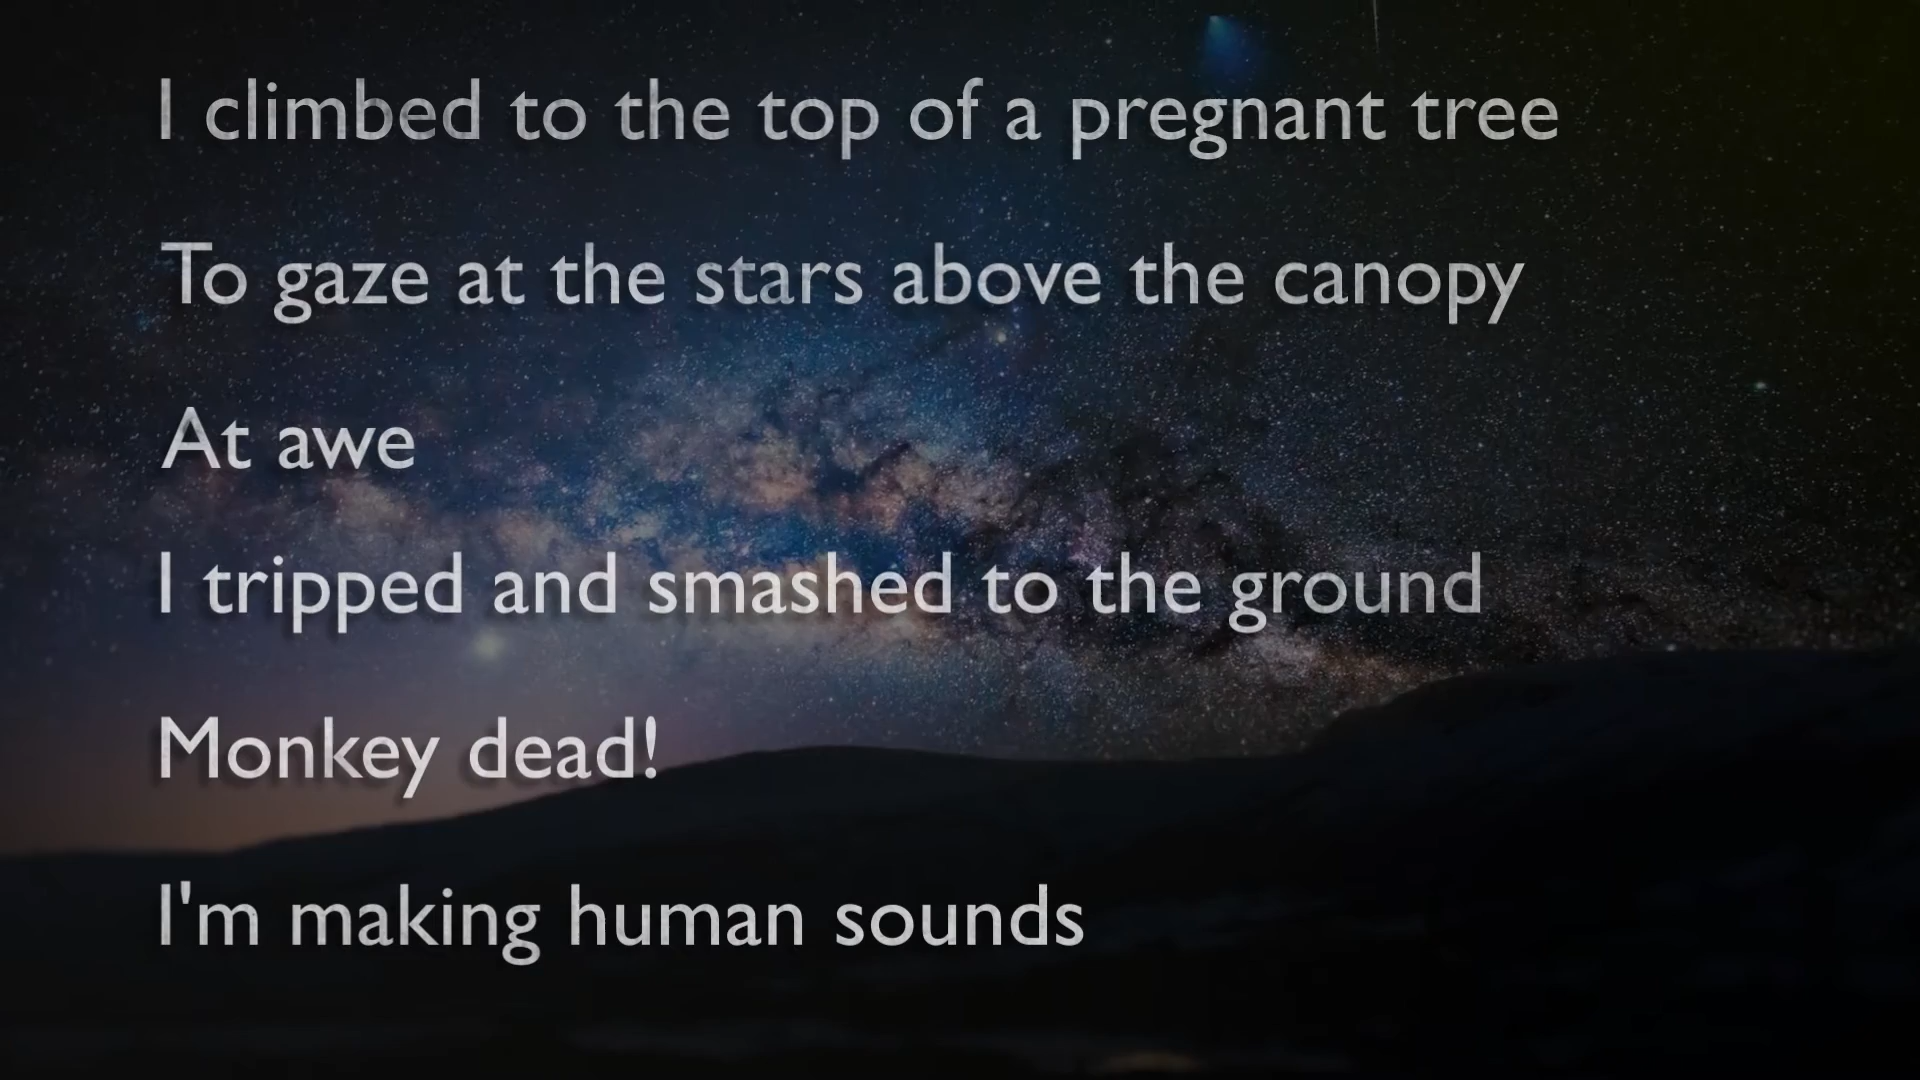 I climbed to the top of a pregnant tree
To gaze at the stars above the canopy
At awe
I tripped and smashed to the ground
Monkey dead!
I'm making human sounds